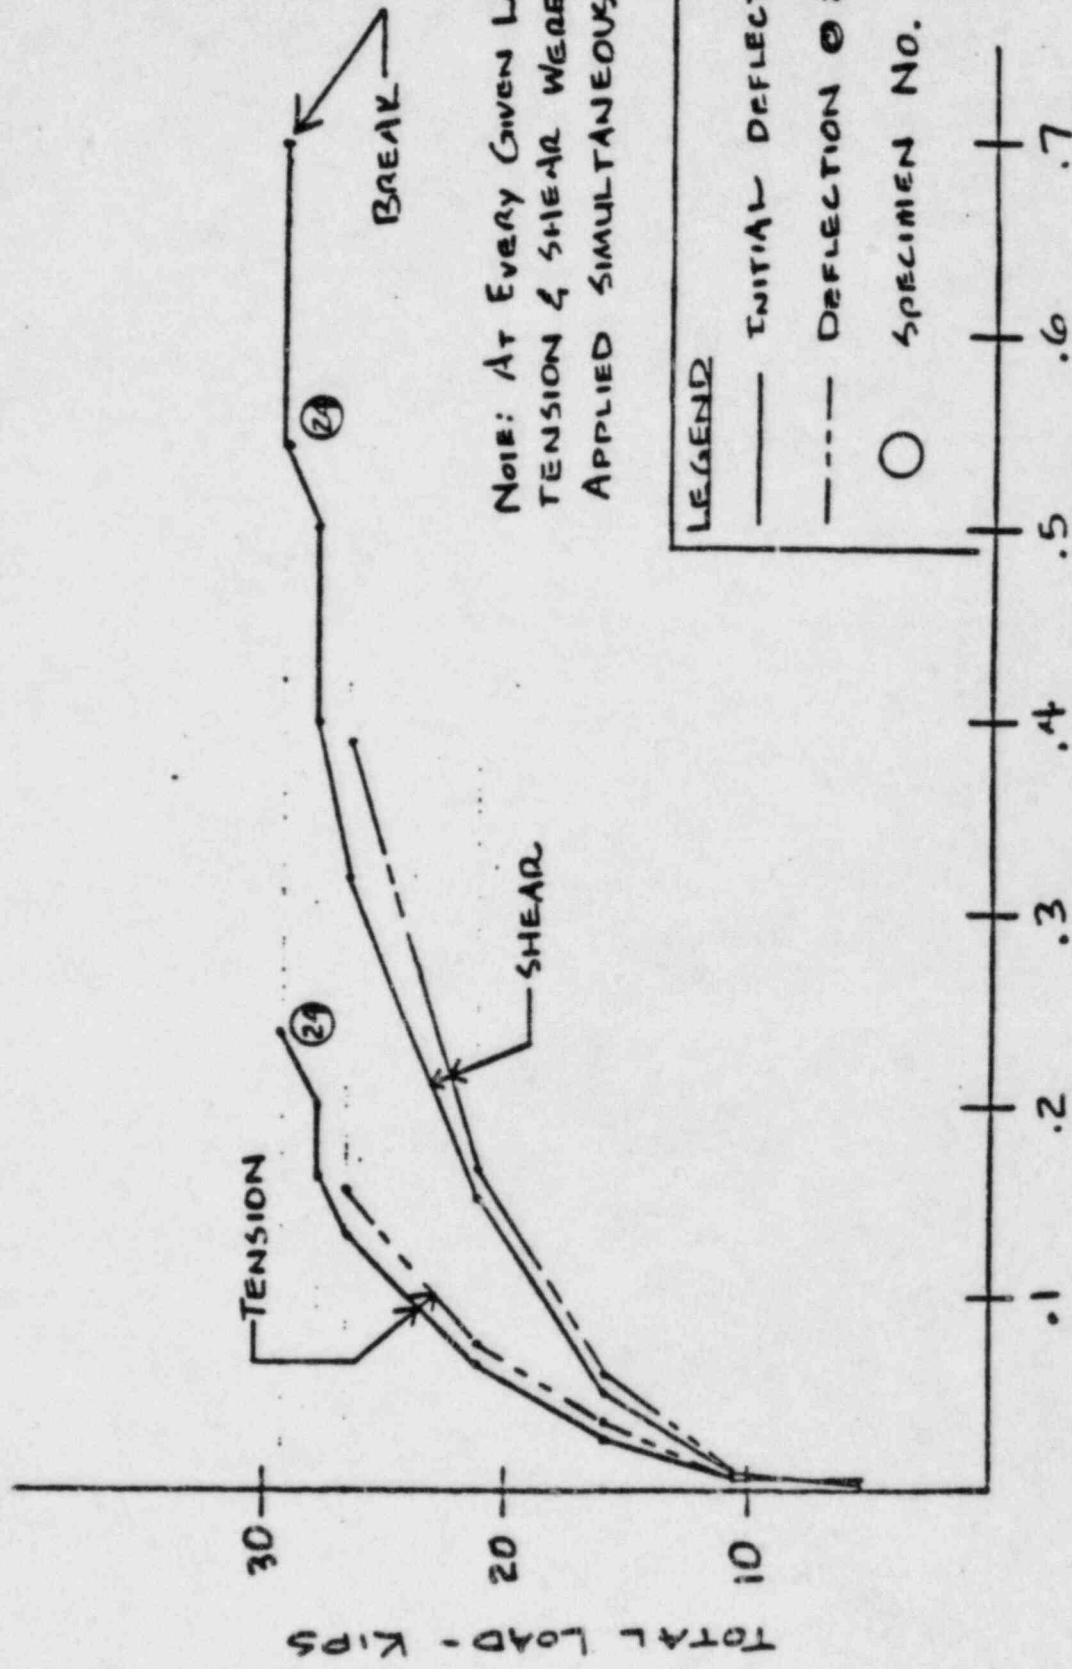 BREAK
NOTE: AT EVERY GIVEN L
TENSION & SHEAR WERE
APPLIED SIMULTANEOUS
24
24
TENSION
SHEAR
LEGEND
INITIAL DEFLECT
DEFLECTION @
SPECIMEN NO.
TOTAL LOAD - KIPS
30
20
10
.1
.2
.3
.4
.5
.6
.7